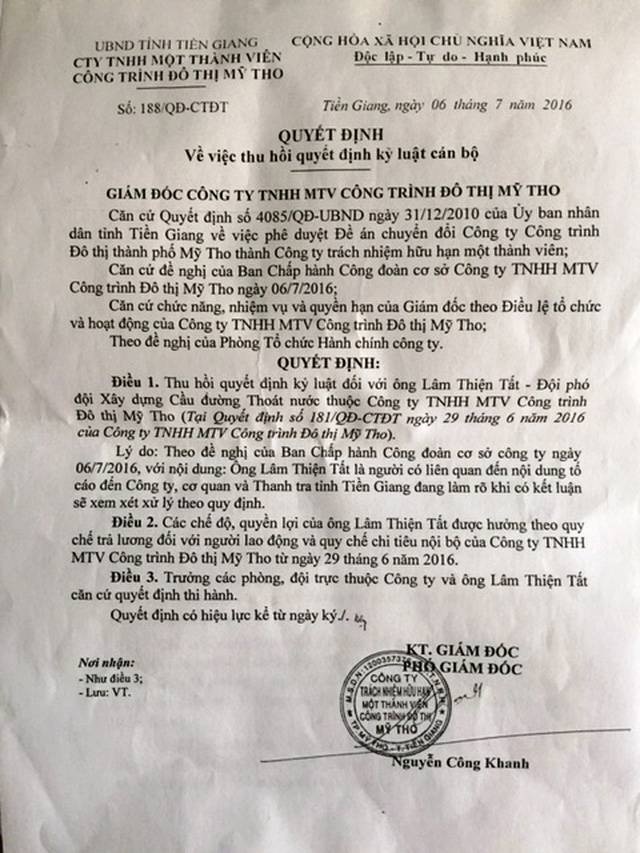 UBND TỈNH TIỀN GIANG
CTY TNHH MỘT THÀNH VIÊN
CÔNG TRÌNH ĐÔ THỊ MỸ THO
CỘNG HÒA XÃ HỘI CHỦ NGHĨA VIỆT NAM
Độc lập - Tự do - Hạnh phúc
Số: 188/QĐ-CTĐT
Tiền Giang, ngày 06 tháng 7 năm 2016
QUYẾT ĐỊNH
Về việc thu hồi quyết định kỷ luật cán bộ
GIÁM ĐỐC CÔNG TY TNHH MTV CÔNG TRÌNH ĐÔ THỊ MỸ THO
Căn cứ Quyết định số 4085/QĐ-UBND ngày 31/12/2010 của Ủy ban nhân
dân tỉnh Tiền Giang về việc phê duyệt Đề án chuyển đổi Công ty Công trình
Đô thị thành phố Mỹ Tho thành Công ty trách nhiệm hữu hạn một thành viên;
Căn cứ đề nghị của Ban Chấp hành Công đoàn cơ sở Công ty TNHH MTV
Công trình Đô thị Mỹ Tho ngày 06/7/2016;
Căn cứ chức năng, nhiệm vụ và quyền hạn của Giám đốc theo Điều lệ tổ chức
và hoạt động của Công ty TNHH MTV Công trình Đô thị Mỹ Tho;
Theo đề nghị của Phòng Tổ chức Hành chính công ty.
QUYẾT ĐỊNH:
Điều 1. Thu hồi quyết định kỷ luật đối với ông Lâm Thiện Tất - Đội phó
đội Xây dựng Cầu đường Thoát nước thuộc Công ty TNHH MTV Công trình
Đô thị Mỹ Tho (Tại Quyết định số 181/QĐ-CTĐT ngày 29 tháng 6 năm 2016
của Công ty TNHH MTV Công trình Đô thị Mỹ Tho).
Lý do: Theo đề nghị của Ban Chấp hành Công đoàn cơ sở công ty ngày
06/7/2016, với nội dung: Ông Lâm Thiện Tất là người có liên quan đến nội dung tố
cáo đến Công ty, cơ quan và Thanh tra tỉnh Tiền Giang đang làm rõ khi có kết luận
sẽ xem xét xử lý theo quy định.
Điều 2. Các chế độ, quyền lợi của ông Lâm Thiện Tất được hưởng theo quy
chế trả lương đối với người lao động và quy chế chi tiêu nội bộ của Công ty TNHH
MTV Công trình Đô thị Mỹ Tho từ ngày 29 tháng 6 năm 2016.
Điều 3. Trưởng các phòng, đội trực thuộc Công ty và ông Lâm Thiện Tất
căn cứ quyết định thi hành.
Quyết định có hiệu lực kể từ ngày ký./.
Nơi nhận:
- Như điều 3;
- Lưu: VT.
KT. GIÁM ĐỐC
PHÓ GIÁM ĐỐC
CÔNG TY
TRÁCH NHIỆM HỮU HẠN
MỘT THÀNH VIÊN
CÔNG TRÌNH ĐÔ THỊ
MỸ THO
TP. MỸ THO - T. TIỀN GIANG
Nguyễn Công Khanh